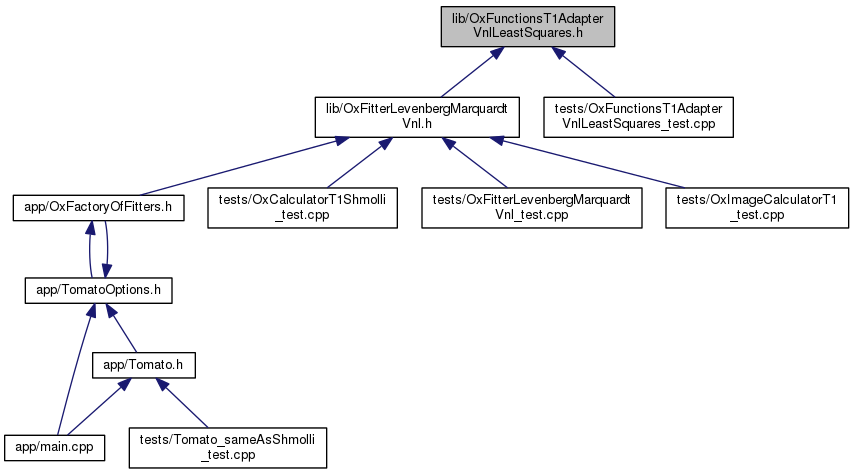 lib/OxFunctionsT1Adapter
VnlLeastSquares.h
lib/OxFitterLevenbergMarquardt
Vnl.h
tests/OxFunctionsT1Adapter
VnlLeastSquares_test.cpp
app/OxFactoryOfFitters.h
tests/OxCalculatorT1Shmolli
_test.cpp
tests/OxFitterLevenbergMarquardt
Vnl_test.cpp
tests/OxImageCalculatorT1
_test.cpp
app/TomatoOptions.h
app/Tomato.h
app/main.cpp
tests/Tomato_sameAsShmolli
_test.cpp